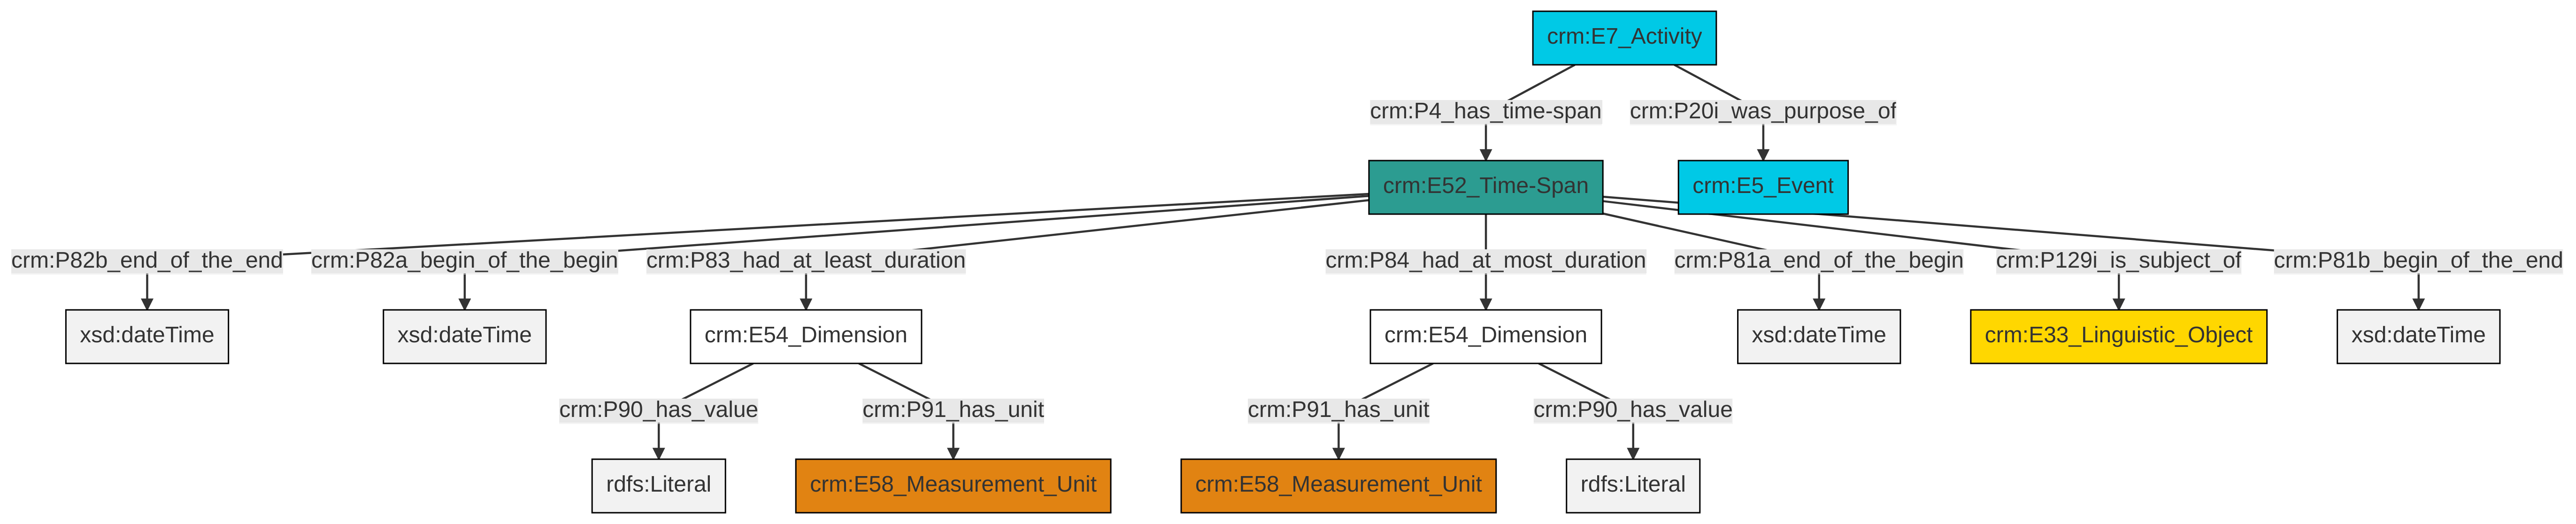 crm:E7_Activity
crm:P4_has_time-span
crm:P20i_was_purpose_of
crm:E52_Time-Span
crm:E5_Event
crm:P82b_end_of_the_end
crm:P82a_begin_of_the_begin
crm:P83_had_at_least_duration
crm:P84_had_at_most_duration
crm:P81a_end_of_the_begin
crm:P129i_is_subject_of
crm:P81b_begin_of_the_end
xsd:dateTime
xsd:dateTime
crm:E54_Dimension
crm:E54_Dimension
xsd:dateTime
crm:E33_Linguistic_Object
xsd:dateTime
crm:P90_has_value
crm:P91_has_unit
crm:P91_has_unit
crm:P90_has_value
rdfs:Literal
crm:E58_Measurement_Unit
crm:E58_Measurement_Unit
rdfs:Literal